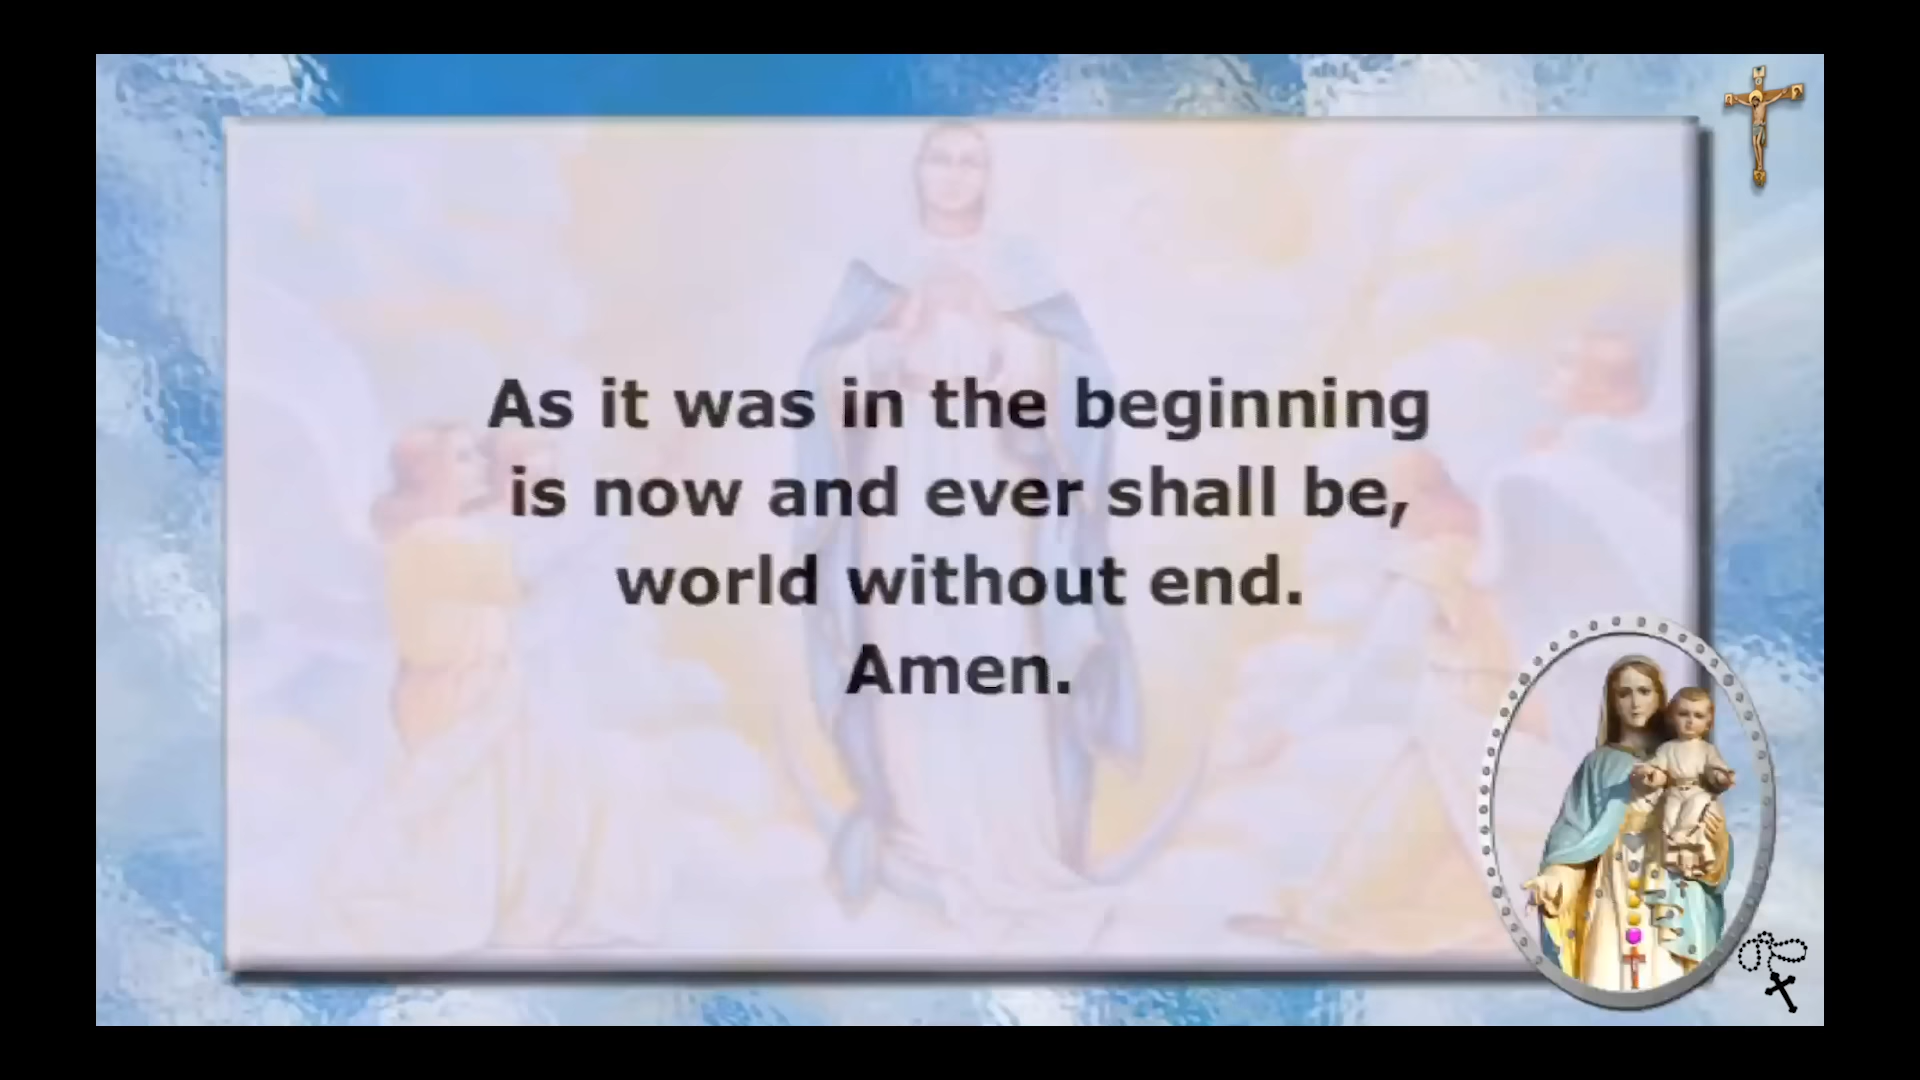 As it was in the beginning
is now and ever shall be,
world without end.
Amen.